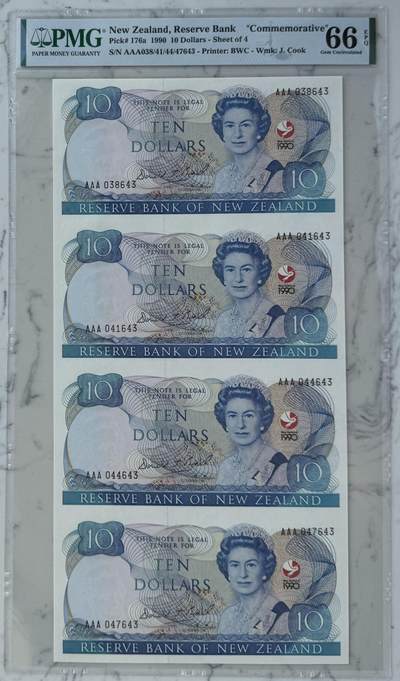 PMG
PAPER MONEY GUARANTY
New Zealand, Reserve Bank "Commemorative"
Pick# 176a 1990 10 Dollars - Sheet of 4
S/N AAA038/41/44/47643 - Printer: BWC - Wmk: J. Cook
66 EPQ
Gem Uncirculated
10
THIS NOTE IS LEGAL
TENDER FOR
TEN
DOLLARS
AAA 038643
AAA 038643
1990
10
RESERVE BANK OF NEW ZEALAND
10
THIS NOTE IS LEGAL
TENDER FOR
TEN
DOLLARS
AAA 041643
AAA 041643
1990
10
RESERVE BANK OF NEW ZEALAND
10
THIS NOTE IS LEGAL
TENDER FOR
TEN
DOLLARS
AAA 044643
AAA 044643
1990
10
RESERVE BANK OF NEW ZEALAND
10
THIS NOTE IS LEGAL
TENDER FOR
TEN
DOLLARS
AAA 047643
AAA 047643
1990
10
RESERVE BANK OF NEW ZEALAND